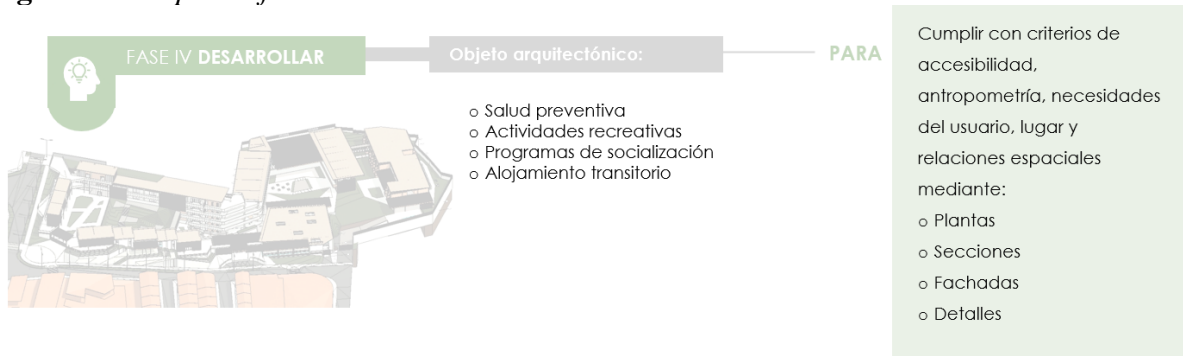 FASE IV DESARROLLAR
Objeto arquitectónico:
o Salud preventiva
o Actividades recreativas
o Programas de socialización
o Alojamiento transitorio
PARA
Cumplir con criterios de
accesibilidad,
antropometría, necesidades
del usuario, lugar y
relaciones espaciales
mediante:
o Plantas
o Secciones
o Fachadas
o Detalles